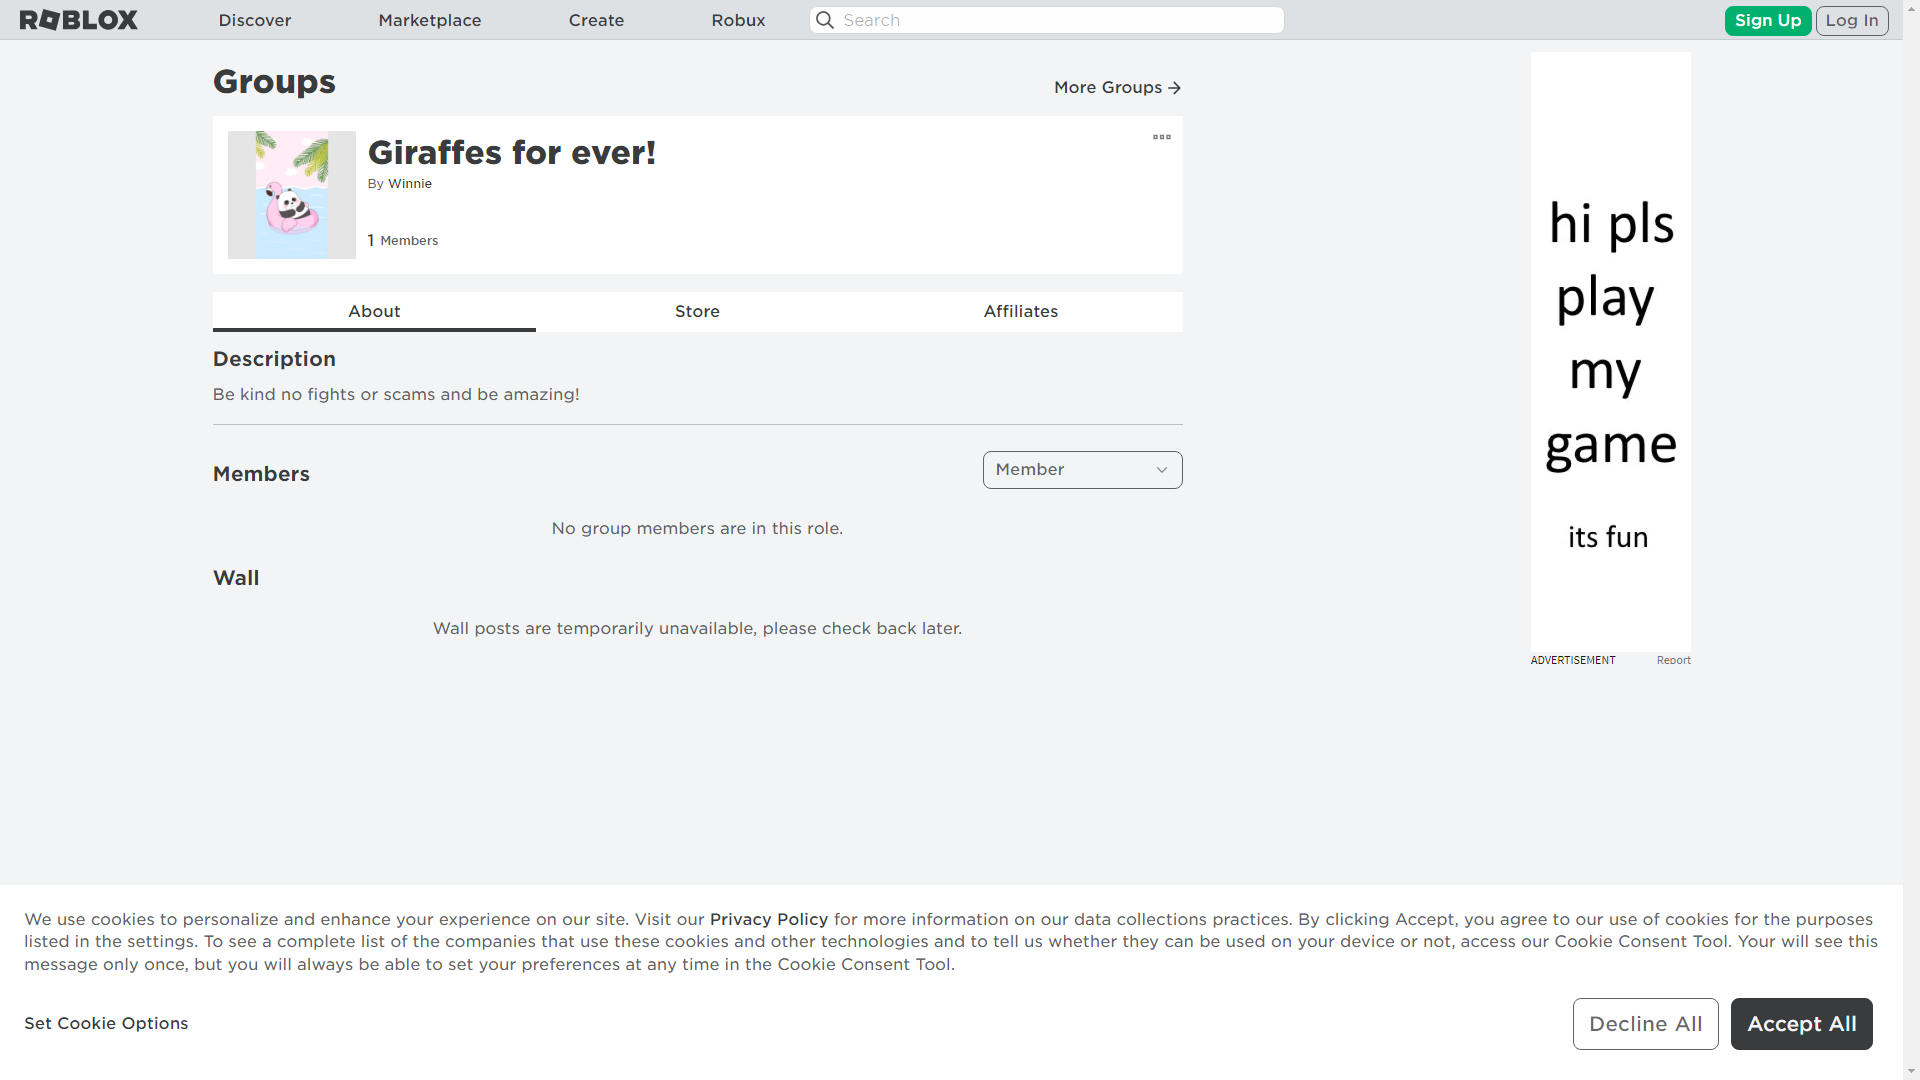 ROBLOX
Discover
Marketplace
Create
Robux
Search
Sign Up
Log In
Groups
More Groups
Giraffes for ever!
By Winnie
1 Members
About
Store
Affiliates
Description
Be kind no fights or scams and be amazing!
Members
Member
No group members are in this role.
Wall
Wall posts are temporarily unavailable, please check back later.
hi pls
play
my
game
its fun
ADVERTISEMENT
Report
We use cookies to personalize and enhance your experience on our site. Visit our Privacy Policy for more information on our data collections practices. By clicking Accept, you agree to our use of cookies for the purposes
listed in the settings. To see a complete list of the companies that use these cookies and other technologies and to tell us whether they can be used on your device or not, access our Cookie Consent Tool. Your will see this
message only once, but you will always be able to set your preferences at any time in the Cookie Consent Tool.
Set Cookie Options
Decline All
Accept All